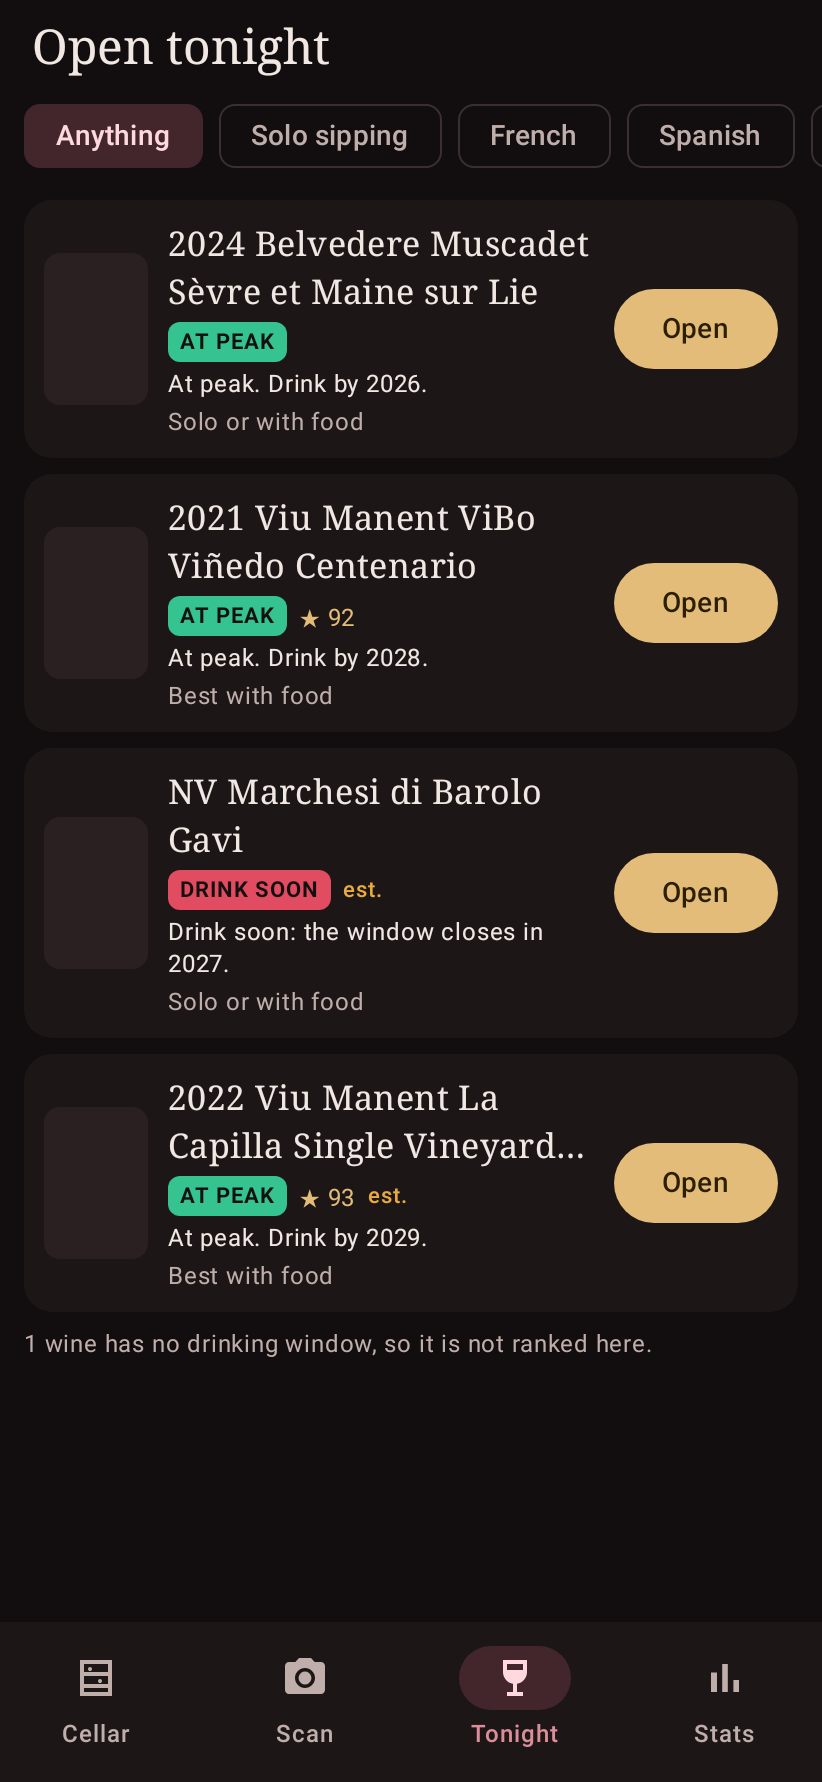 Open tonight
Anything
Solo sipping
French
Spanish
2024 Belvedere Muscadet
Sèvre et Maine sur Lie
AT PEAK
At peak. Drink by 2026.
Solo or with food
Open
2021 Viu Manent ViBo
Viñedo Centenario
AT PEAK ★ 92
At peak. Drink by 2028.
Best with food
Open
NV Marchesi di Barolo
Gavi
DRINK SOON est.
Drink soon: the window closes in
2027.
Solo or with food
Open
2022 Viu Manent La
Capilla Single Vineyard...
AT PEAK ★ 93 est.
At peak. Drink by 2029.
Best with food
Open
1 wine has no drinking window, so it is not ranked here.
Cellar
Scan
Tonight
Stats